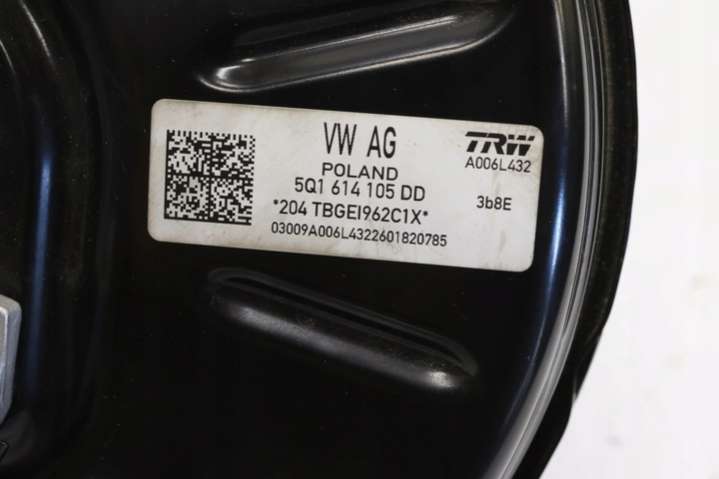 VW AG
TRW
POLAND
A006L432
5Q1 614 105 DD
*204 TBGEI962C1X*
3b8E
03009A006L4322601820785